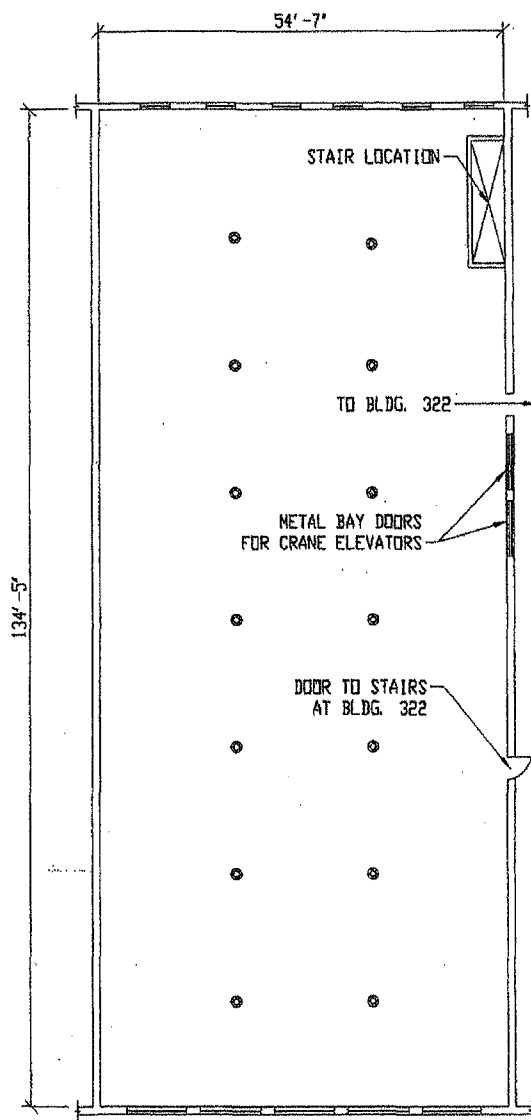 54'-7"
STAIR LOCATION
TO BLDG. 322
METAL BAY DOORS
FOR CRANE ELEVATORS
134'-5"
DOOR TO STAIRS
AT BLDG. 322